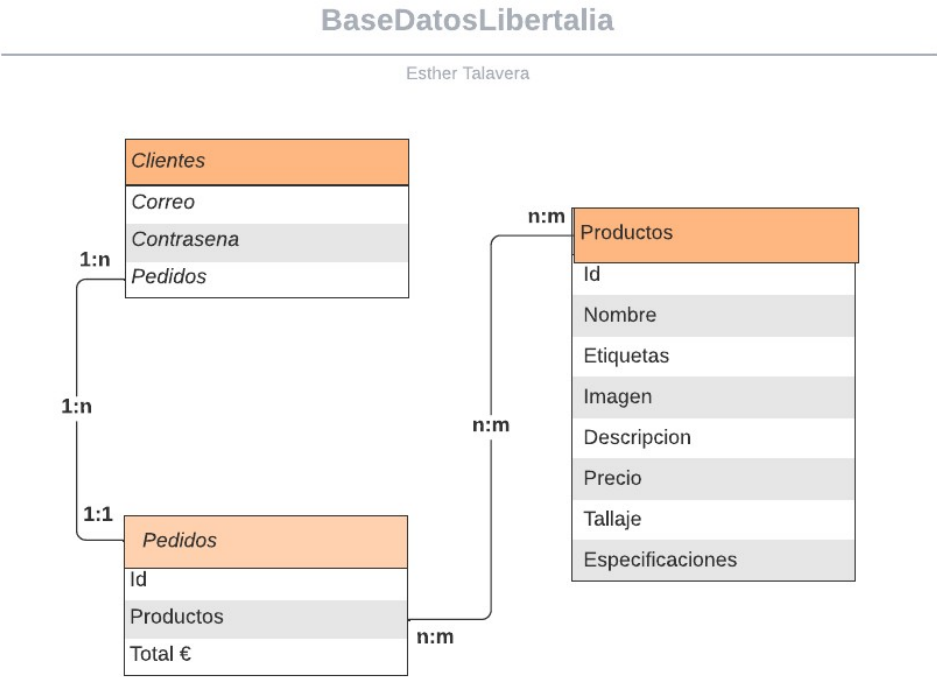 BaseDatosLibertalia
Esther Talavera
Clientes
Correo
Contrasena
Pedidos
1:n
1:n
1:1
Pedidos
Id
Productos
Total €
n:m
n:m
n:m
Productos
Id
Nombre
Etiquetas
Imagen
Descripcion
Precio
Tallaje
Especificaciones